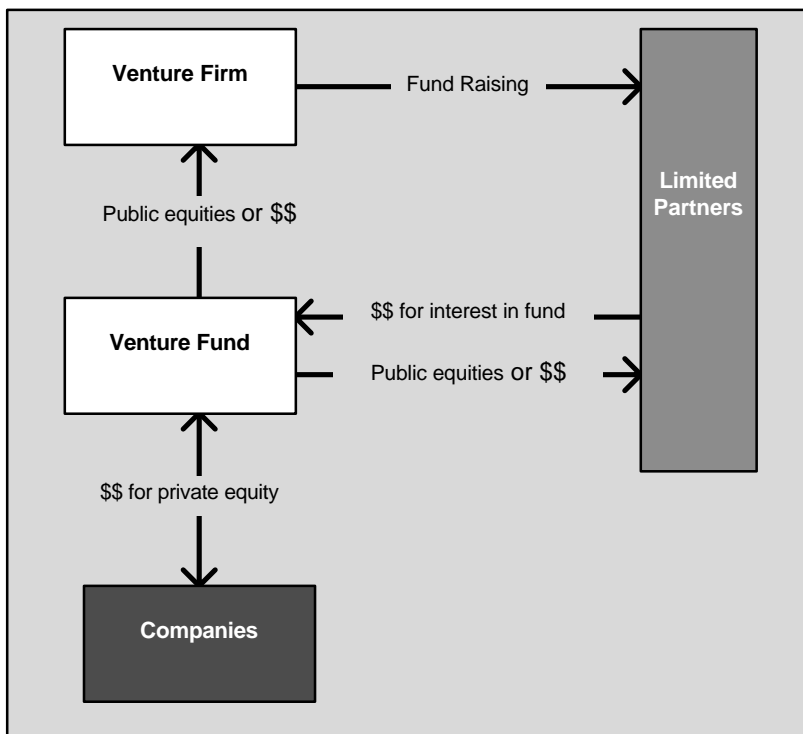 Venture Firm
Fund Raising
Limited
Partners
Public equities or $$
$$ for interest in fund
Venture Fund
Public equities or $$
$$ for private equity
Companies